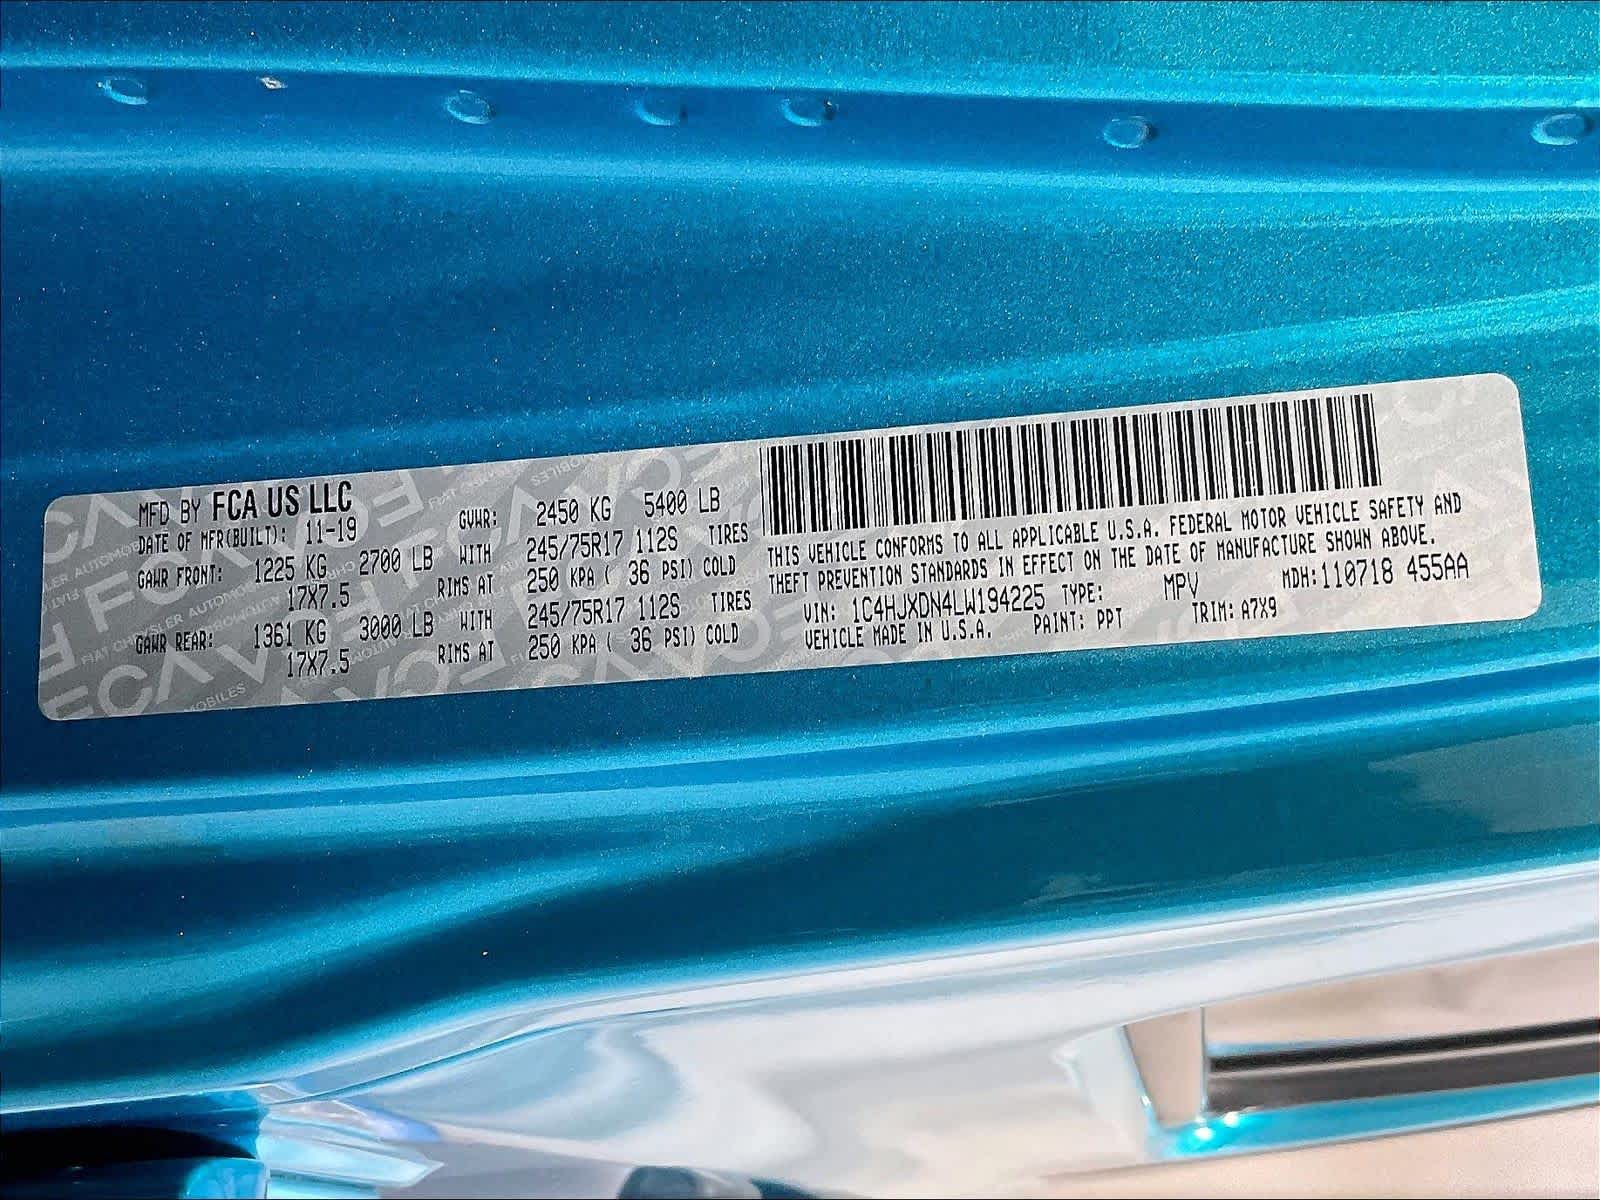 MFD BY FCA US LLC
DATE OF MFR(BUILT): 11-19 GVWR: 2450 KG 5400 LB
GAWR FRONT: 1225 KG 2700 LB WITH 245/75R17 112S TIRES
17X7.5 RIMS AT 250 KPA ( 36 PSI) COLD
GAWR REAR: 1361 KG 3000 LB WITH 245/75R17 112S TIRES
17X7.5 RIMS AT 250 KPA ( 36 PSI) COLD
THIS VEHICLE CONFORMS TO ALL APPLICABLE U.S.A. FEDERAL MOTOR VEHICLE SAFETY AND
THEFT PREVENTION STANDARDS IN EFFECT ON THE DATE OF MANUFACTURE SHOWN ABOVE.
VIN: 1C4HJXDN4LW194225 TYPE: MPV MDH:110718 455AA
VEHICLE MADE IN U.S.A. PAINT: PPT TRIM: A7X9